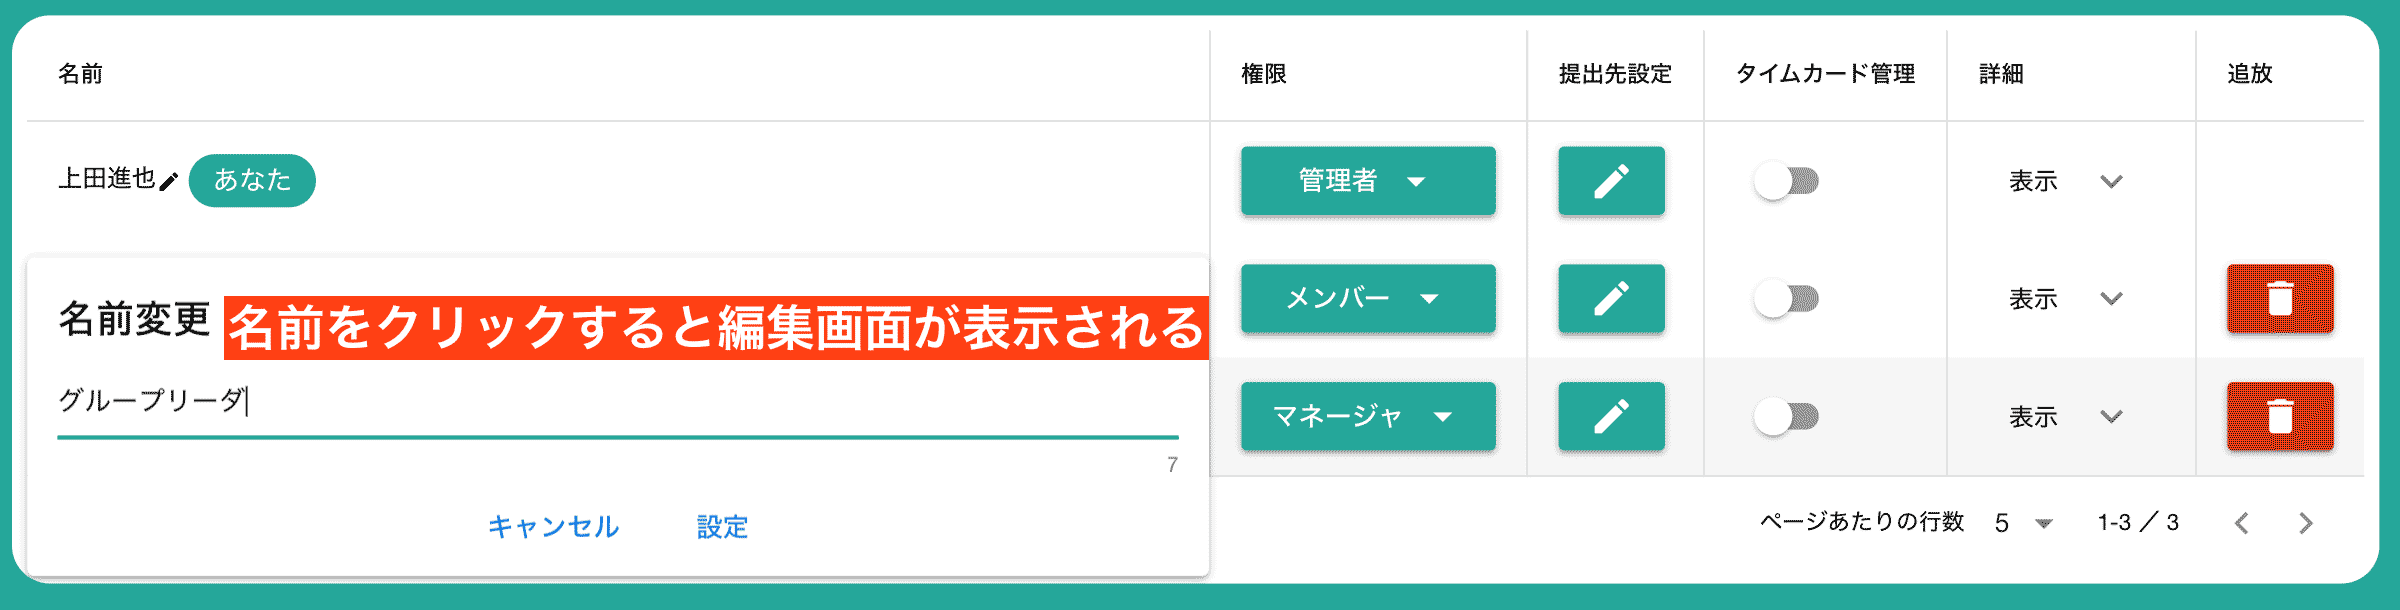 名前 権限 提出先設定 タイムカード管理 詳細 追放
上田進也 あなた 管理者 表示
メンバー 表示
名前変更 名前をクリックすると編集画面が表示される
グループリーダ マネージャ 表示
7
キャンセル 設定
ページあたりの行数 5 1-3 / 3